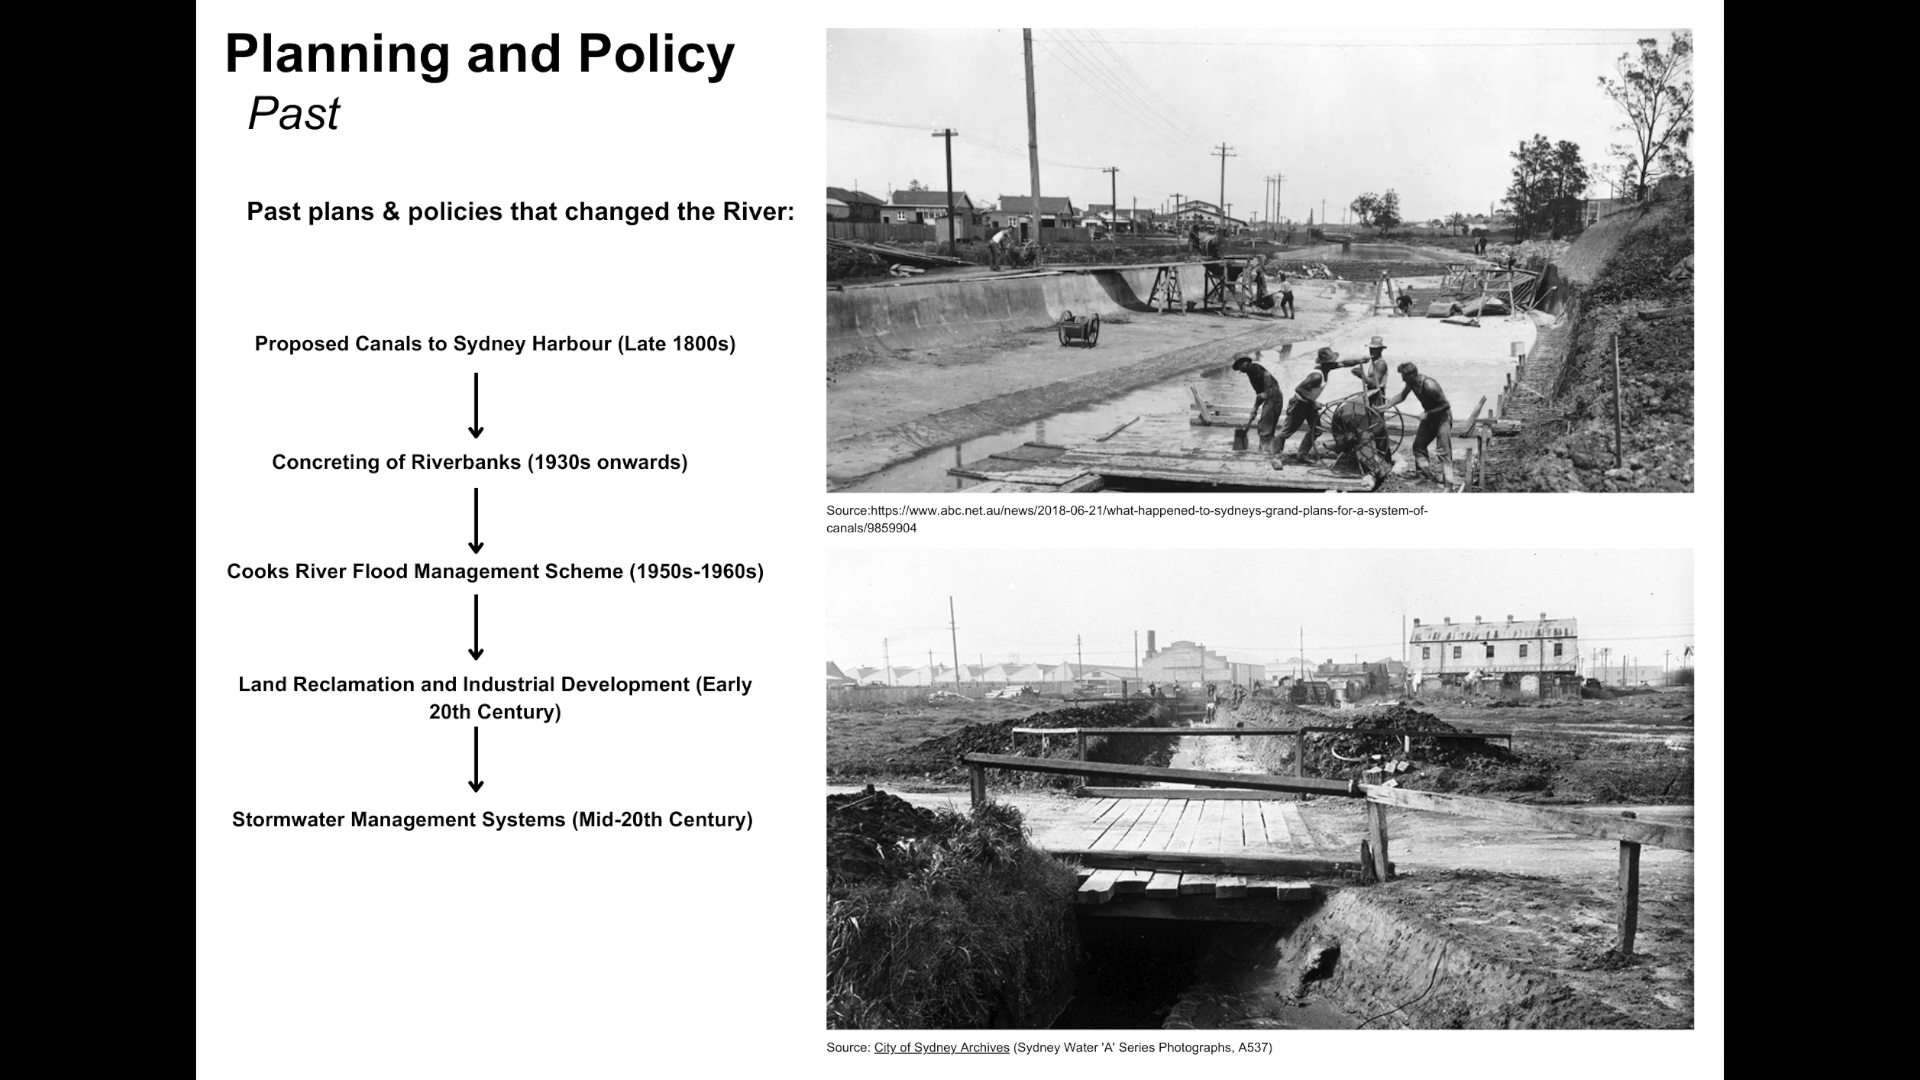 Planning and Policy
Past
Past plans & policies that changed the River:
Proposed Canals to Sydney Harbour (Late 1800s)
Concreting of Riverbanks (1930s onwards)
Cooks River Flood Management Scheme (1950s-1960s)
Land Reclamation and Industrial Development (Early
20th Century)
Stormwater Management Systems (Mid-20th Century)
Source:https://www.abc.net.au/news/2018-06-21/what-happened-to-sydneys-grand-plans-for-a-system-of-
canals/9859904
Source: City of Sydney Archives (Sydney Water 'A' Series Photographs, A537)